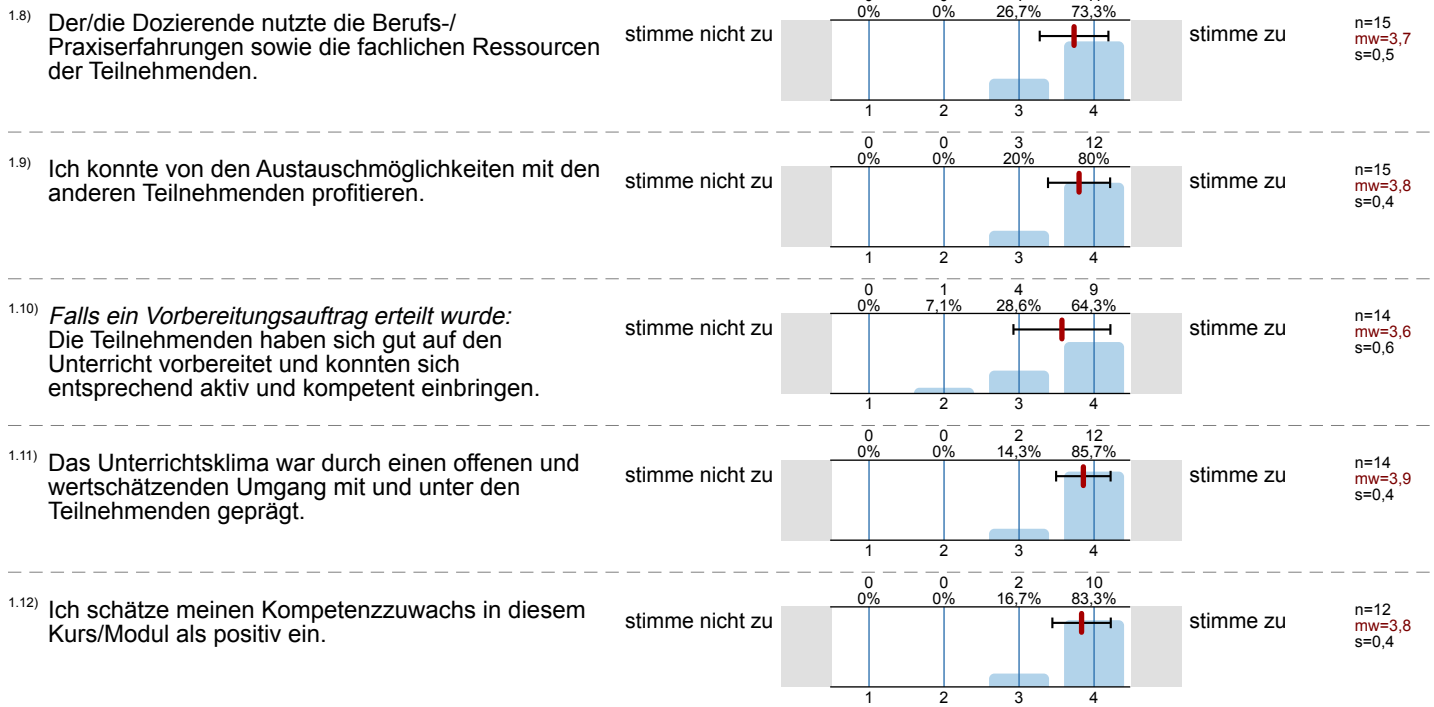 0% 0% 26,7% 73,3%
1.8) Der/die Dozierende nutzte die Berufs-/
Praxiserfahrungen sowie die fachlichen Ressourcen
der Teilnehmenden.
stimme nicht zu
stimme zu
n=15
mw=3,7
s=0,5
1 2 3 4
0 0 3 12
0% 0% 20% 80%
1.9) Ich konnte von den Austauschmöglichkeiten mit den
anderen Teilnehmenden profitieren.
stimme nicht zu
stimme zu
n=15
mw=3,8
s=0,4
1 2 3 4
0 1 4 9
0% 7,1% 28,6% 64,3%
1.10) Falls ein Vorbereitungsauftrag erteilt wurde:
Die Teilnehmenden haben sich gut auf den
Unterricht vorbereitet und konnten sich
entsprechend aktiv und kompetent einbringen.
stimme nicht zu
stimme zu
n=14
mw=3,6
s=0,6
1 2 3 4
0 0 2 12
0% 0% 14,3% 85,7%
1.11) Das Unterrichtsklima war durch einen offenen und
wertschätzenden Umgang mit und unter den
Teilnehmenden geprägt.
stimme nicht zu
stimme zu
n=14
mw=3,9
s=0,4
1 2 3 4
0 0 2 10
0% 0% 16,7% 83,3%
1.12) Ich schätze meinen Kompetenzzuwachs in diesem
Kurs/Modul als positiv ein.
stimme nicht zu
stimme zu
n=12
mw=3,8
s=0,4
1 2 3 4